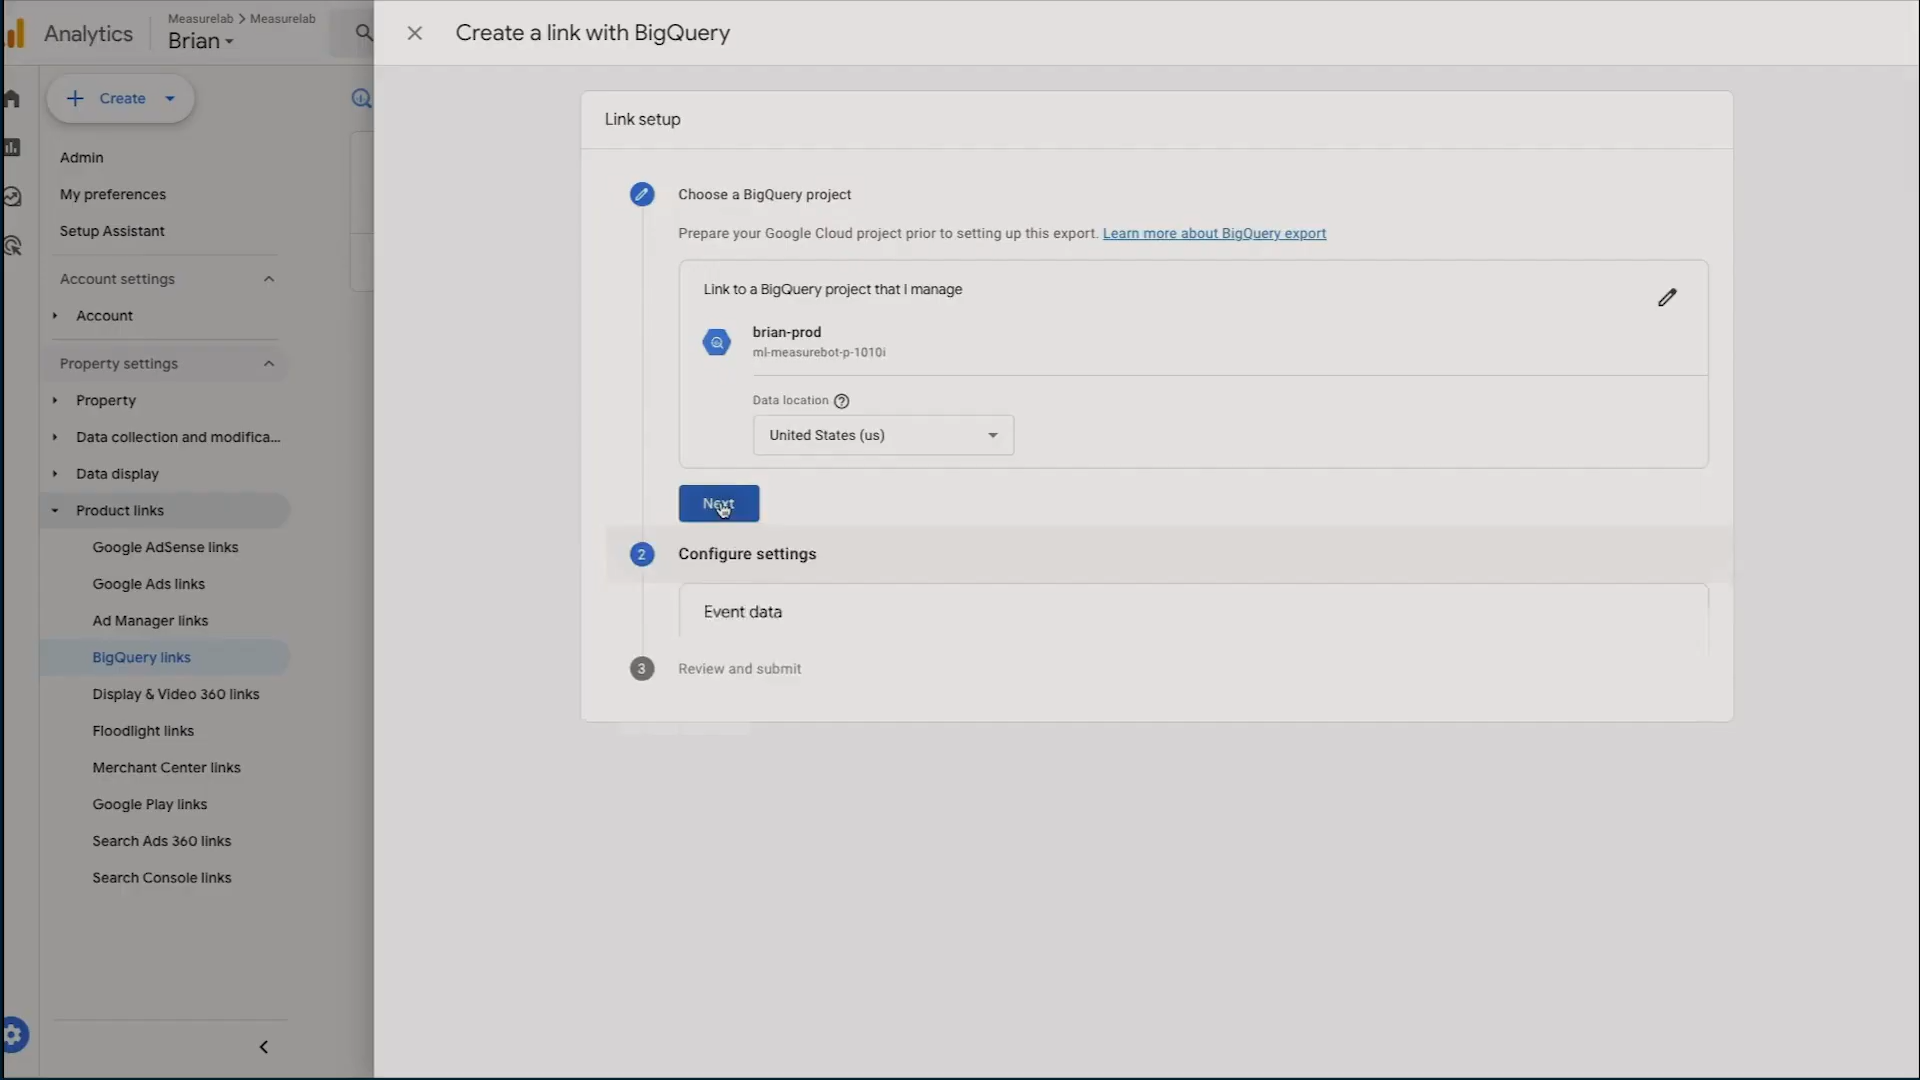 Analytics
Measurelab > Measurelab
Brian
Create a link with BigQuery
Create
Admin
My preferences
Setup Assistant
Account settings
Account
Property settings
Property
Data collection and modifica...
Data display
Product links
Google AdSense links
Google Ads links
Ad Manager links
BigQuery links
Display & Video 360 links
Floodlight links
Merchant Center links
Google Play links
Search Ads 360 links
Search Console links
Link setup
Choose a BigQuery project
Prepare your Google Cloud project prior to setting up this export. Learn more about BigQuery export
Link to a BigQuery project that I manage
brian-prod
ml-measurebot-p-1010i
Data location
United States (us)
Next
2 Configure settings
Event data
3 Review and submit